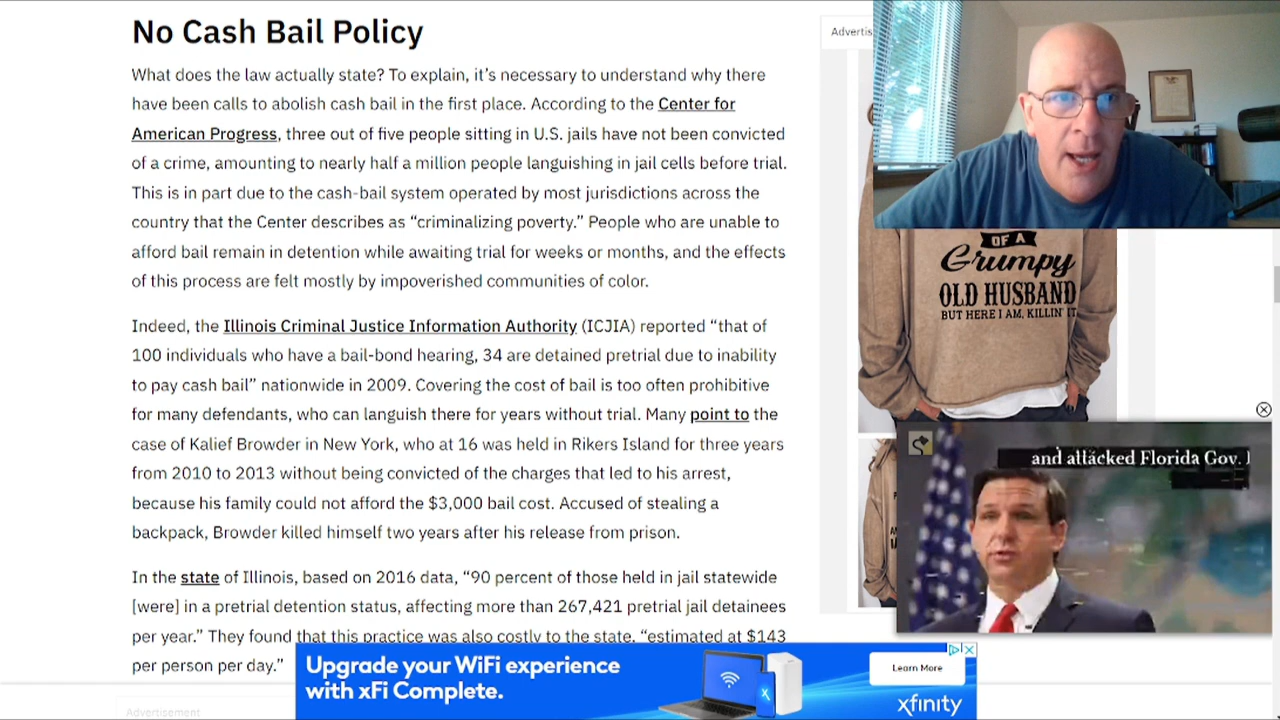 No Cash Bail Policy
What does the law actually state? To explain, it's necessary to understand why there
have been calls to abolish cash bail in the first place. According to the Center for
American Progress, three out of five people sitting in U.S. jails have not been convicted
of a crime, amounting to nearly half a million people languishing in jail cells before trial.
This is in part due to the cash-bail system operated by most jurisdictions across the
country that the Center describes as “criminalizing poverty.” People who are unable to
afford bail remain in detention while awaiting trial for weeks or months, and the effects
of this process are felt mostly by impoverished communities of color.
Indeed, the Illinois Criminal Justice Information Authority (ICJIA) reported “that of
100 individuals who have a bail-bond hearing, 34 are detained pretrial due to inability
to pay cash bail” nationwide in 2009. Covering the cost of bail is too often prohibitive
for many defendants, who can languish there for years without trial. Many point to the
case of Kalief Browder in New York, who at 16 was held in Rikers Island for three years
from 2010 to 2013 without being convicted of the charges that led to his arrest,
because his family could not afford the $3,000 bail cost. Accused of stealing a
backpack, Browder killed himself two years after his release from prison.
In the state of Illinois, based on 2016 data, “90 percent of those held in jail statewide
[were] in a pretrial detention status, affecting more than 267,421 pretrial jail detainees
per year.” They found that this practice was also costly to the state, “estimated at $143
per person per day.”
Advertisement
Advertis
OF A
Grumpy
OLD HUSBAND
BUT HERE I AM, KILLIN' IT
and attacked Florida Gov.
Upgrade your WiFi experience
with xFi Complete.
Learn More
xfinity